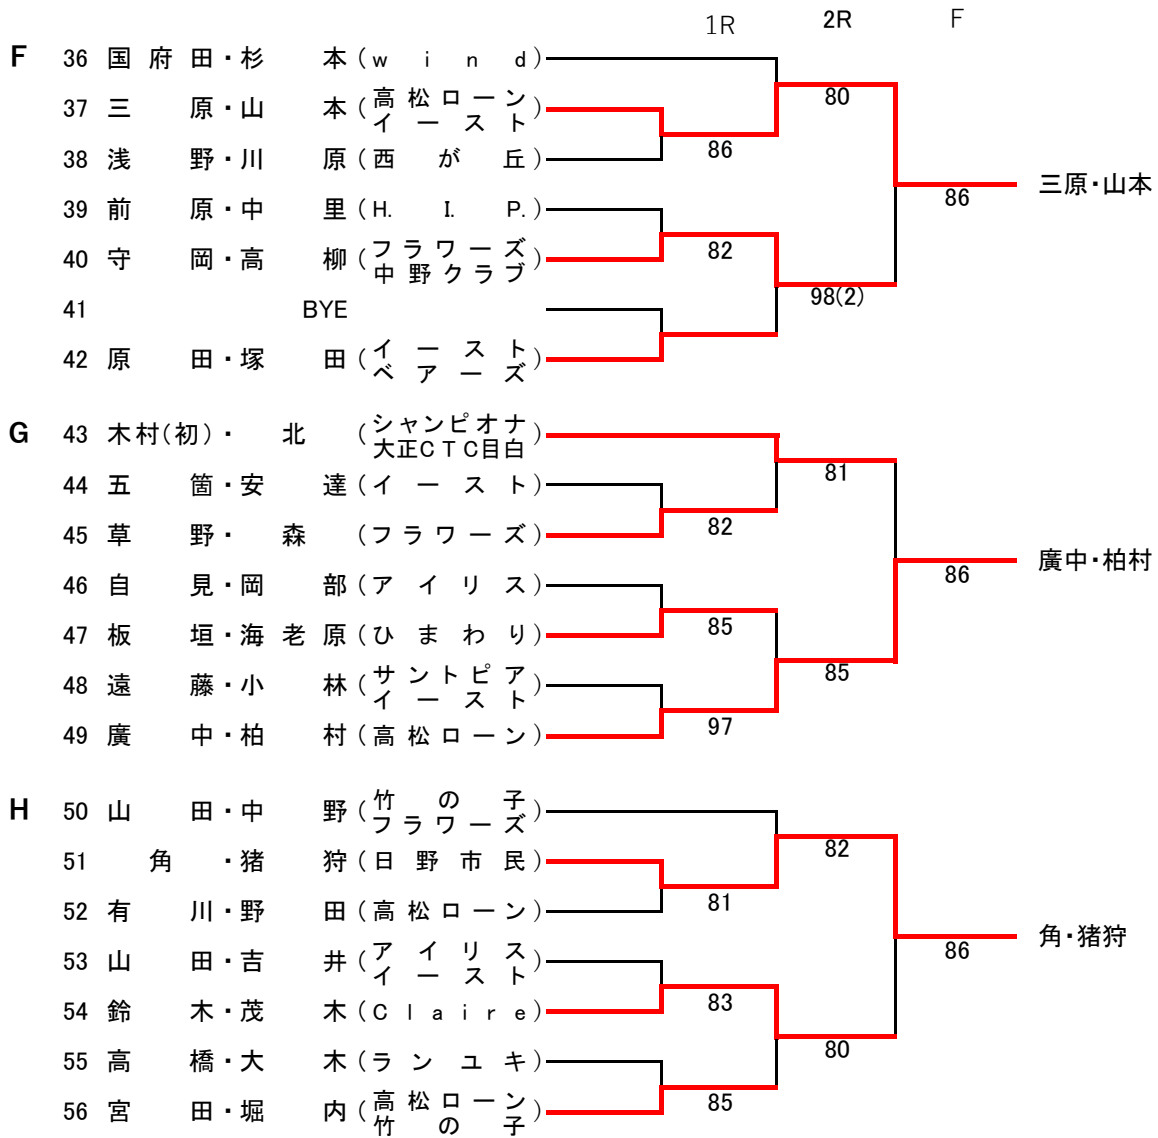 1R 2R F
F 36 国府田・杉本(wind)
37 三原・山本(高松ローン イースト)
80
38 浅野・川原(西が丘)
86
三原・山本
39 前原・中里(H.I.P.)
86
40 守岡・高柳(フラワーズ 中野クラブ)
82
41 BYE
98(2)
42 原田・塚田(イースト ベアーズ)
G 43 木村(初)・北(シャンピオナ 大正CTC目白)
81
44 五箇・安達(イースト)
45 草野・森(フラワーズ)
82
廣中・柏村
46 自見・岡部(アイリス)
86
47 板垣・海老原(ひまわり)
85
48 遠藤・小林(サントピア イースト)
85
49 廣中・柏村(高松ローン)
97
H 50 山田・中野(竹の子 フラワーズ)
82
51 角・猪狩(日野市民)
52 有川・野田(高松ローン)
81
角・猪狩
53 山田・吉井(アイリス イースト)
86
54 鈴木・茂木(Claire)
83
55 高橋・大木(ランユキ)
80
56 宮田・堀内(高松ローン 竹の子)
85